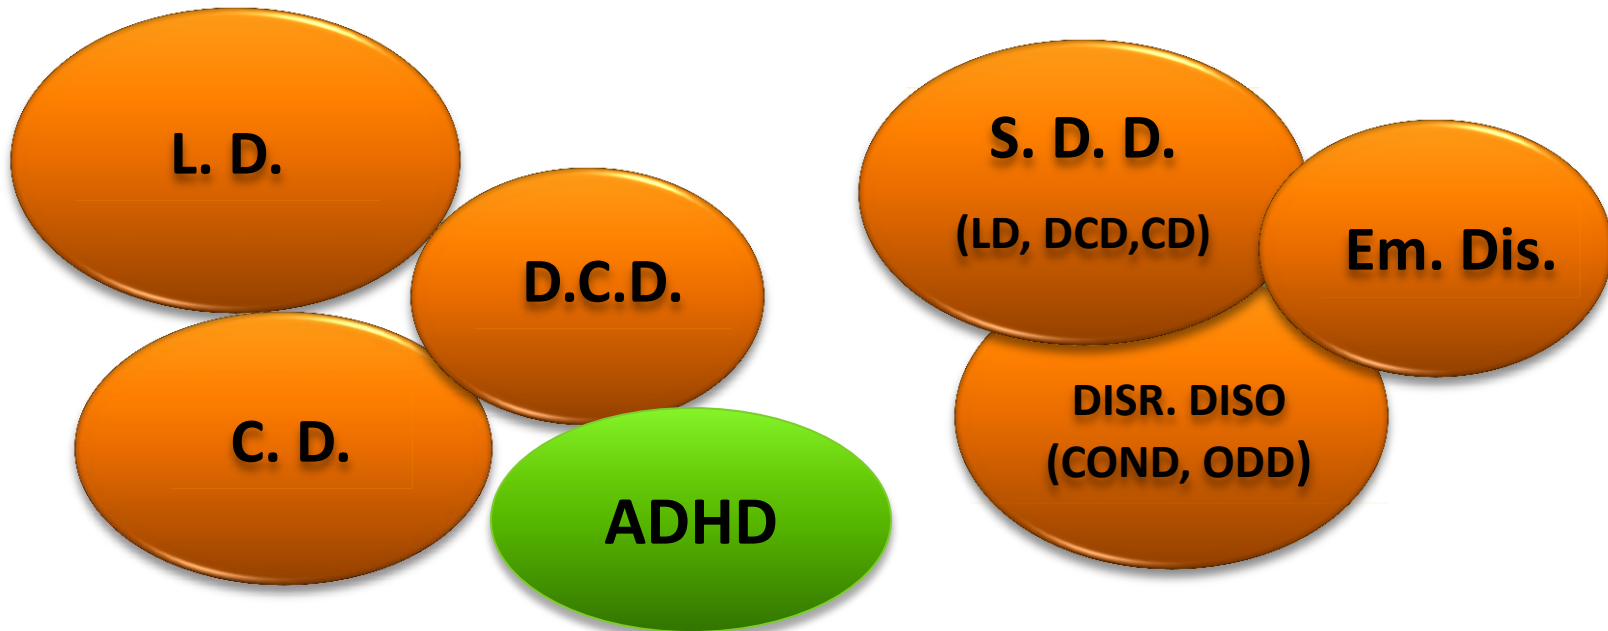 L. D.
D.C.D.
C. D.
ADHD
S. D. D.
(LD, DCD,CD)
Em. Dis.
DISR. DISO
(COND, ODD)